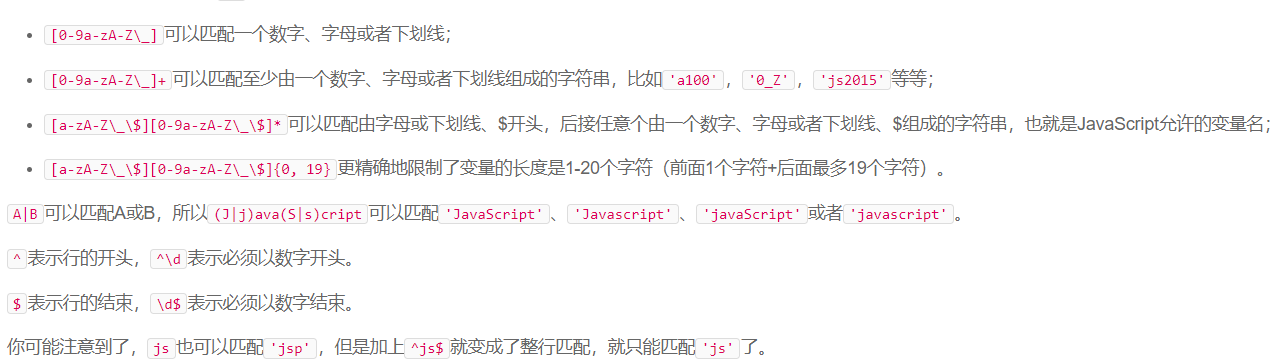 [0-9a-zA-Z\_]可以匹配一个数字、字母或者下划线；
[0-9a-zA-Z\_]+可以匹配至少由一个数字、字母或者下划线组成的字符串，比如'a100'，'0_Z'，'js2015'等等；
[a-zA-Z\_\$][0-9a-zA-Z\_\$]*可以匹配由字母或下划线、$开头，后接任意个由一个数字、字母或者下划线、$组成的字符串，也就是JavaScript允许的变量名；
[a-zA-Z\_\$][0-9a-zA-Z\_\$]{0, 19}更精确地限制了变量的长度是1-20个字符（前面1个字符+后面最多19个字符）。
A|B可以匹配A或B，所以(J|j)ava(S|s)cript可以匹配'JavaScript'、'Javascript'、'javaScript'或者'javascript'。
^表示行的开头，^\d表示必须以数字开头。
$表示行的结束，\d$表示必须以数字结束。
你可能注意到了，js也可以匹配'jsp'，但是加上^js$就变成了整行匹配，就只能匹配'js'了。